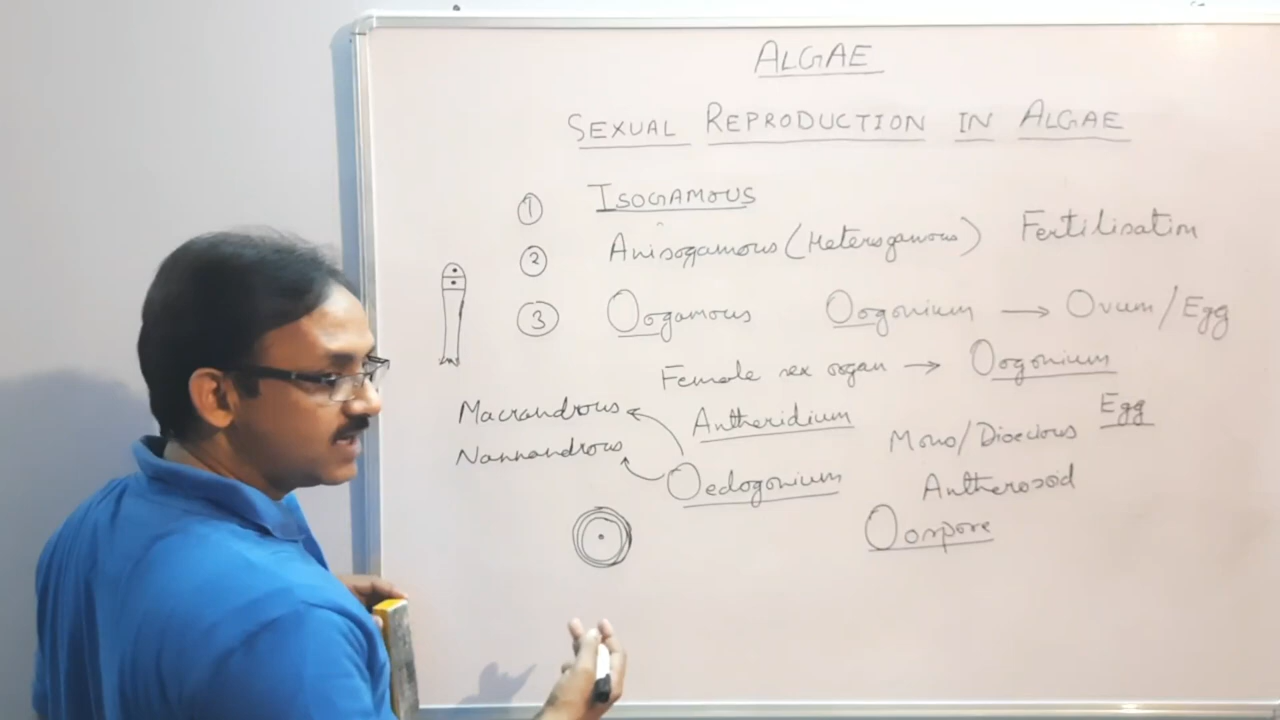 ALGAE
SEXUAL REPRODUCTION IN ALGAE
1 ISOGAMOUS
2 Anisogamous (Heterogamous) Fertilisation
3 Oogamous Oogonium → Ovum/Egg
Female sex organ → Oogonium
Macrandrous Antheridium Egg
Nannandrous Mono/Dioecious
Oedogonium Antherozoid
Oospore